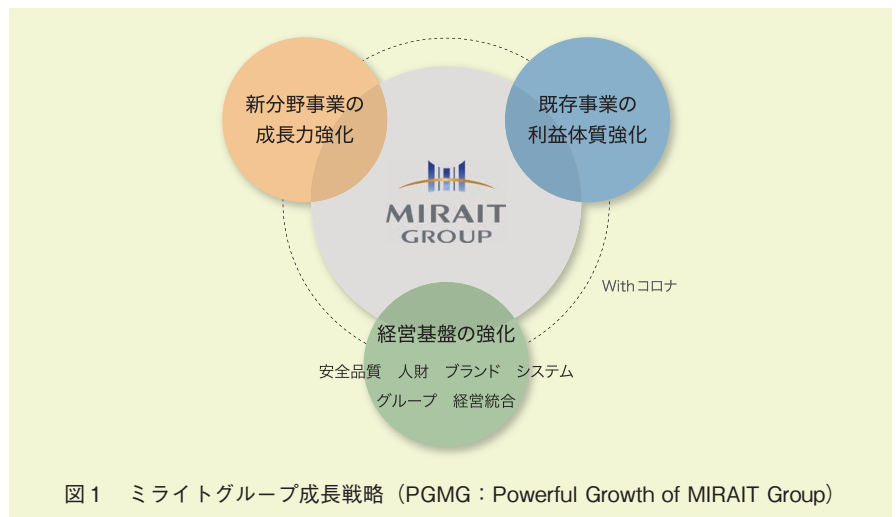 新分野事業の
成長力強化
既存事業の
利益体質強化
MIRAIT
GROUP
Withコロナ
経営基盤の強化
安全品質　人財　ブランド　システム
グループ　経営統合
図1　ミライトグループ成長戦略（PGMG：Powerful Growth of MIRAIT Group）